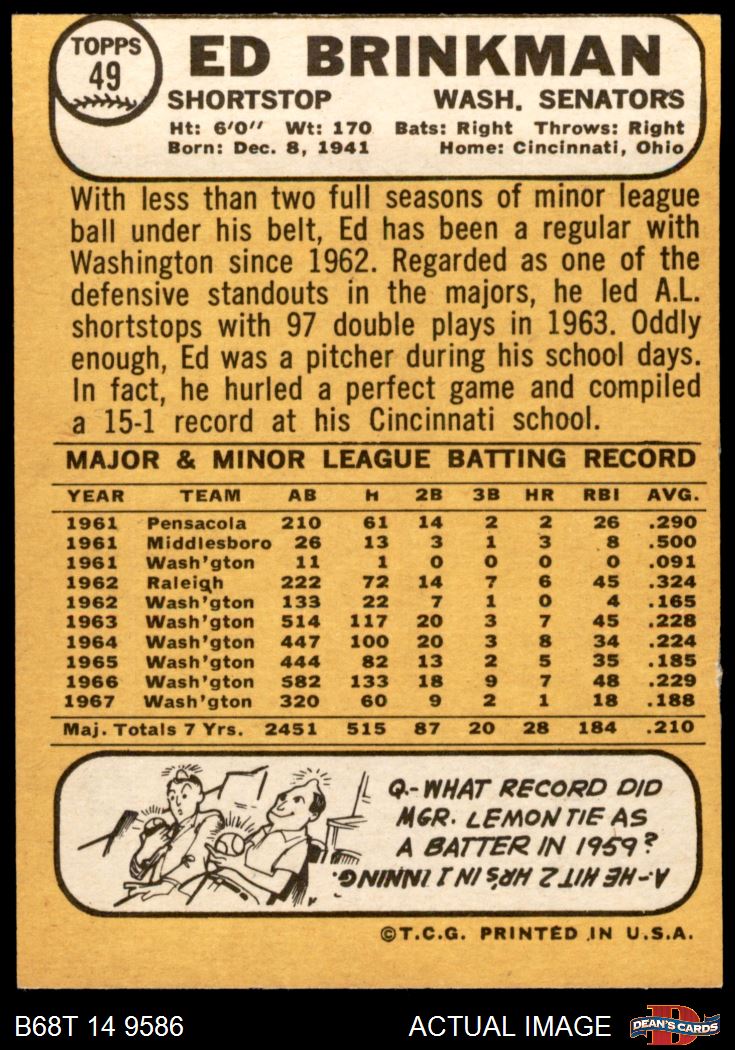 TOPPS
49
ED BRINKMAN
SHORTSTOP WASH. SENATORS
Ht: 6'0" Wt: 170 Bats: Right Throws: Right
Born: Dec. 8, 1941 Home: Cincinnati, Ohio
With less than two full seasons of minor league
ball under his belt, Ed has been a regular with
Washington since 1962. Regarded as one of the
defensive standouts in the majors, he led A.L.
shortstops with 97 double plays in 1963. Oddly
enough, Ed was a pitcher during his school days.
In fact, he hurled a perfect game and compiled
a 15-1 record at his Cincinnati school.
MAJOR & MINOR LEAGUE BATTING RECORD
YEAR TEAM AB H 2B 3B HR RBI AVG.
1961 Pensacola 210 61 14 2 2 26 .290
1961 Middlesboro 26 13 3 1 3 8 .500
1961 Wash'gton 11 1 0 0 0 0 .091
1962 Raleigh 222 72 14 7 6 45 .324
1962 Wash'gton 133 22 7 1 0 4 .165
1963 Wash'gton 514 117 20 3 7 45 .228
1964 Wash'gton 447 100 20 3 8 34 .224
1965 Wash'gton 444 82 13 2 5 35 .185
1966 Wash'gton 582 133 18 9 7 48 .229
1967 Wash'gton 320 60 9 2 1 18 .188
Maj. Totals 7 Yrs. 2451 515 87 20 28 184 .210
Q.-WHAT RECORD DID
MGR. LEMON TIE AS
A BATTER IN 1959?
A.-HE HIT 2 HR'S IN 1 INNING.
©T.C.G. PRINTED IN U.S.A.
B68T 14 9586 ACTUAL IMAGE
D
DEAN'S CARDS